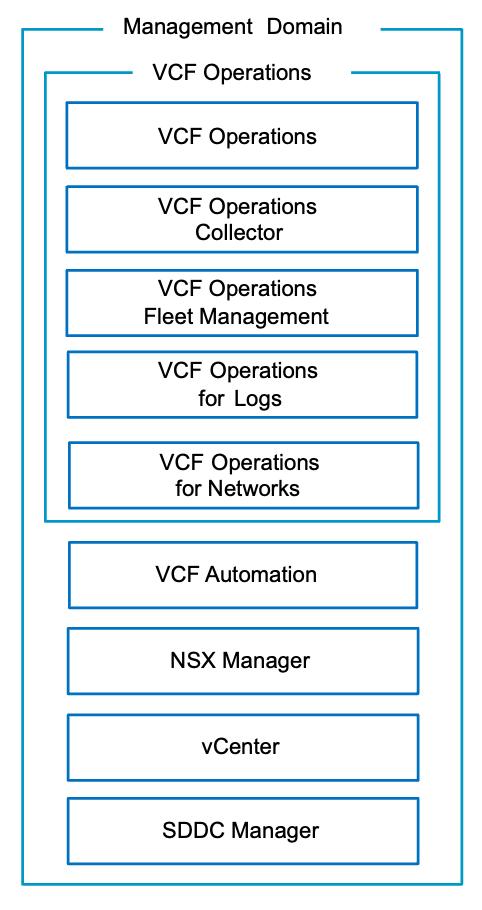 Management Domain
VCF Operations
VCF Operations
VCF Operations
Collector
VCF Operations
Fleet Management
VCF Operations
for Logs
VCF Operations
for Networks
VCF Automation
NSX Manager
vCenter
SDDC Manager